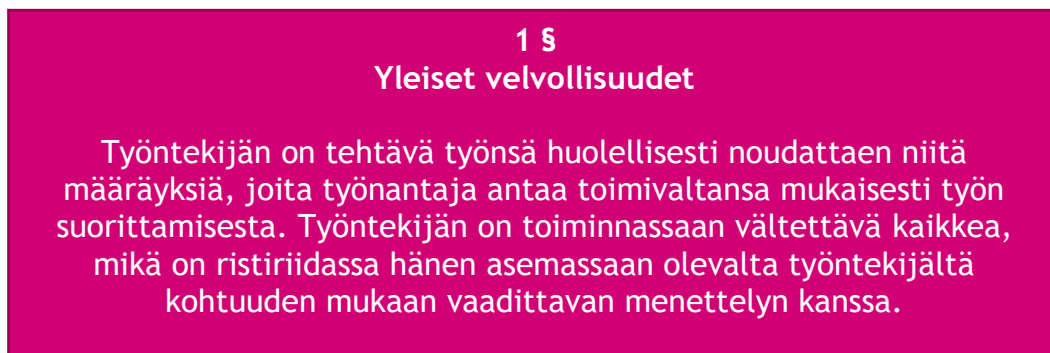 1 §
Yleiset velvollisuudet
Työntekijän on tehtävä työnsä huolellisesti noudattaen niitä
määräyksiä, joita työnantaja antaa toimivaltansa mukaisesti työn
suorittamisesta. Työntekijän on toiminnassaan vältettävä kaikkea,
mikä on ristiriidassa hänen asemassaan olevalta työntekijältä
kohtuuden mukaan vaadittavan menettelyn kanssa.